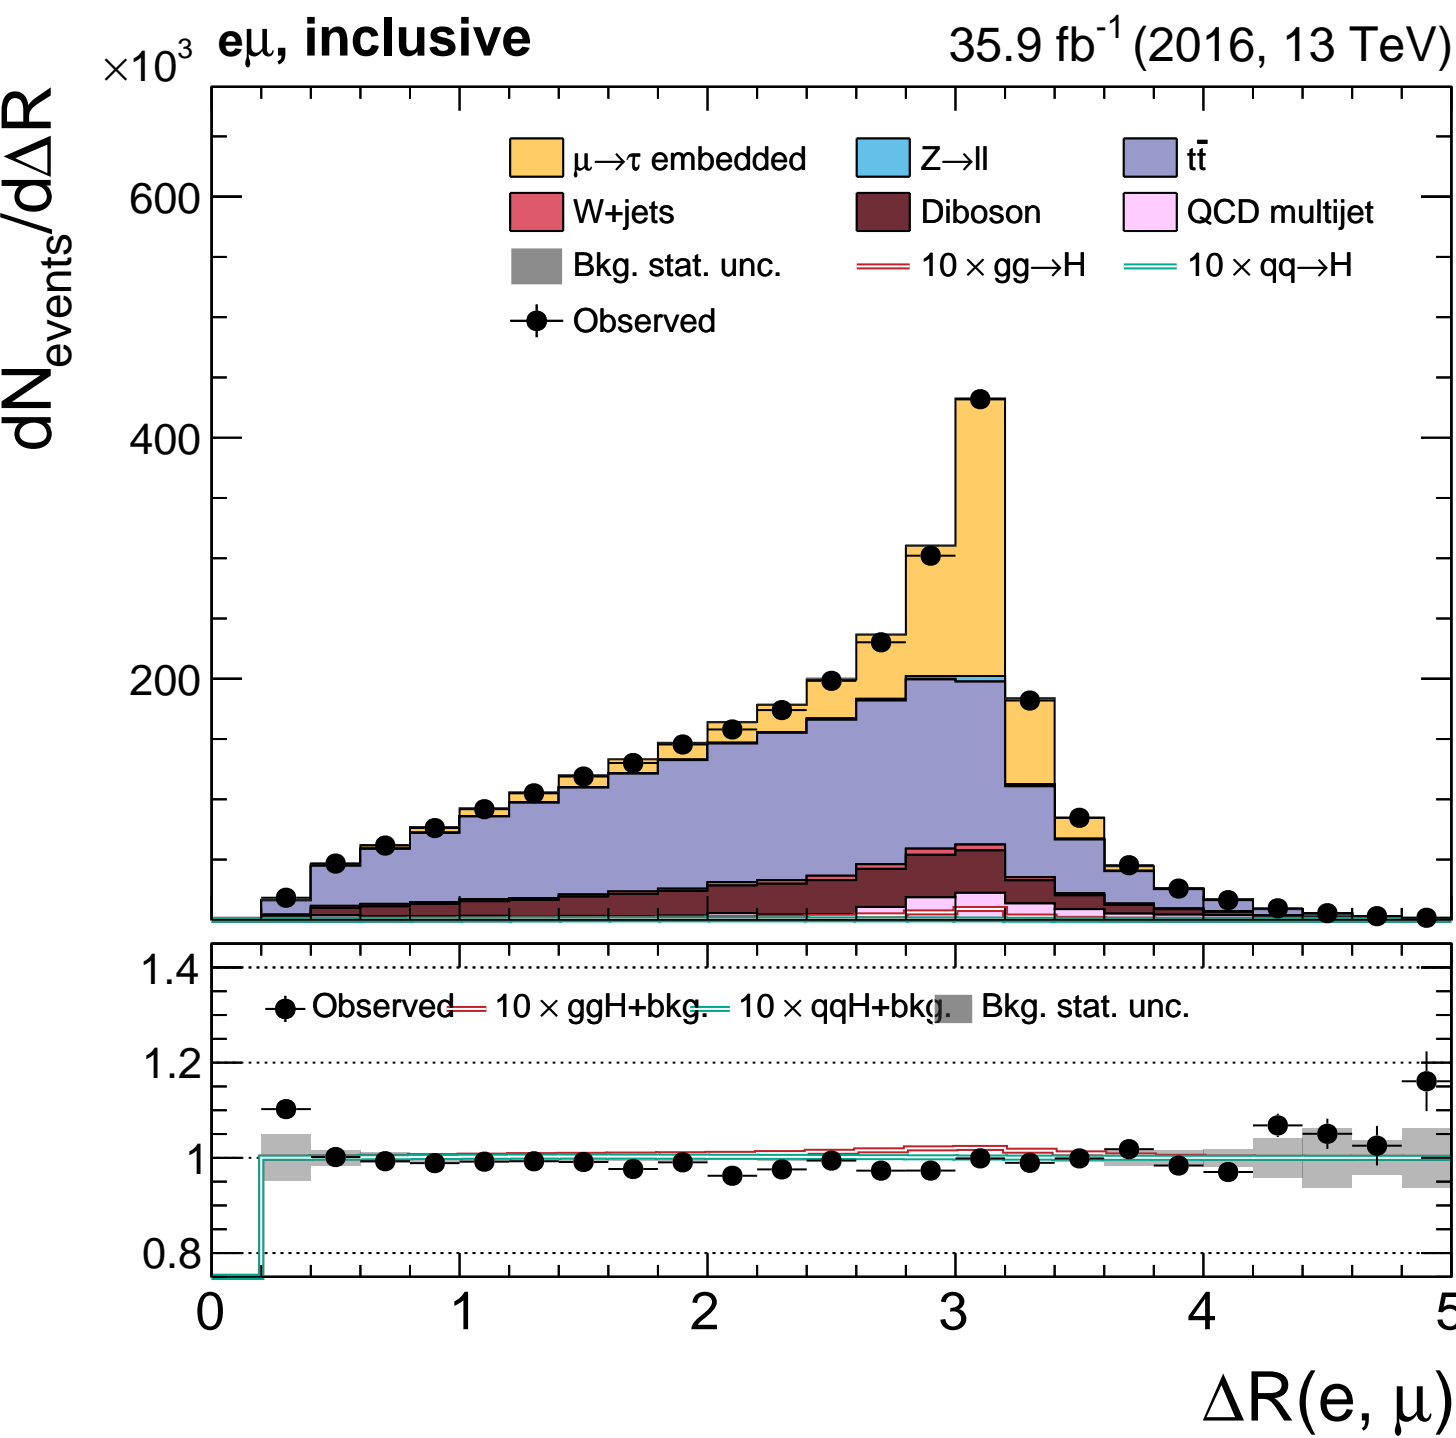 ×10³ eμ, inclusive 35.9 fb⁻¹ (2016, 13 TeV)
dN_events/dΔR
μ→τ embedded Z→ll tt̄
W+jets Diboson QCD multijet
Bkg. stat. unc. 10 × gg→H 10 × qq→H
Observed
600
400
200
1.4
Observed 10 × ggH+bkg. 10 × qqH+bkg. Bkg. stat. unc.
1.2
1
0.8
0 1 2 3 4 5
ΔR(e, μ)